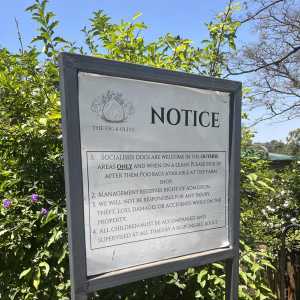 THE FIG & OLIVE
NOTICE
1. SOCIALISED DOGS ARE WELCOME IN THE OUTSIDE
AREAS ONLY AND WHEN ON A LEASH. PLEASE PICK UP
AFTER THEM. POO BAGS AVAILABLE AT THE FARM
SHOP.
2. MANAGEMENT RESERVES RIGHT OF ADMISSION.
3. WE WILL NOT BE RESPONSIBLE FOR ANY INJURY,
THEFT, LOSS, DAMAGE OR ACCIDENTS WHILE ON THE
PROPERTY.
4. ALL CHILDREN MUST BE ACCOMPANIED AND
SUPERVISED AT ALL TIMES BY A RESPONSIBLE ADULT.